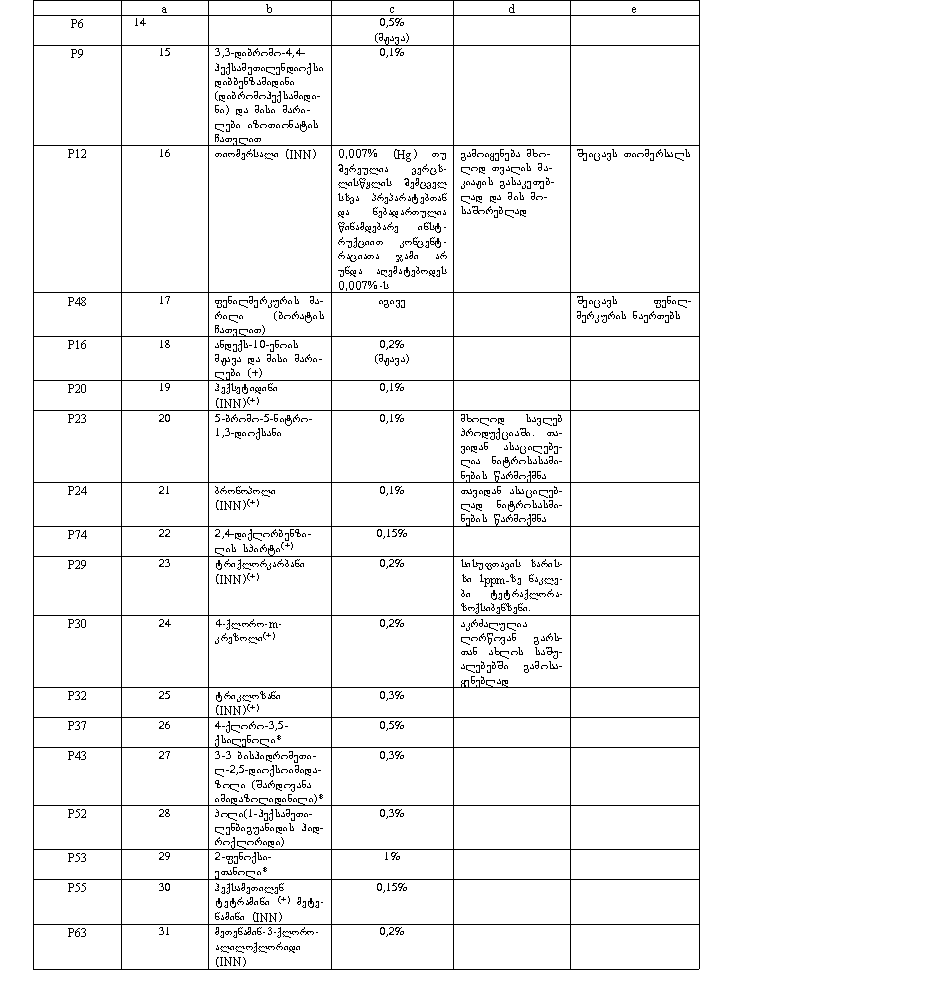 a b c d e
P6 14 0,5%
(მჟავა)
P9 15 3,3-დიბრომო-4,4- 0,1%
ჰექსამეთილენდიოქსი
დიბბენზამიდინი
(დიბრომოჰექსამიდი-
ნი) და მისი მარი-
ლები იზოთიონატის
ჩათვლით
P12 16 თიომერსალი (INN) 0,007% (Hg) თუ გამოიყენება მხო- შეიცავს თიომერსალს
შერეულია ვერცხ- ლოდ თვალის მა-
ლისწყლის შემცველ კიაჟის გასაკეთებ-
სხვა პრეპარატებთან ლად და მის მო-
და ნებადართულია საშორებლად
წინამდებარე ინსტ-
რუქციით კონცენტ-
რაციათა ჯამი არ
უნდა აღემატებოდეს
0,007%-ს
P48 17 ფენილმერკურის მა- იგივე შეიცავს ფენილ-
რილი (ბორატის მერკურის ნაერთებს
ჩათვლით)
P16 18 ანდექს-10-ენოის 0,2%
მჟავა და მისი მარი- (მჟავა)
ლები (+)
P20 19 ჰექსეტიდინი 0,1%
(INN)(+)
P23 20 5-ბრომო-5-ნიტრო- 0,1% მხოლოდ სავლებ
1,3-დიოქსანი პროდუქციაში. თა-
ვიდან ასაცილებე-
ლია ნიტროსასამი-
ნების წარმოქმნა
P24 21 ბრონოპოლი 0,1% თავიდან ასაცილებ-
(INN)(+) ლად ნიტროსასმი-
ნების წარმოქმნა
P74 22 2,4-დიქლორბენზი- 0,15%
ლის სპირტი(+)
P29 23 ტრიკლორკარბანი 0,2% სისუფთავის ხარის-
(INN)(+) ხი 1ppm-ზე ნაკლე-
ბი ტეტრაქლორა-
ზოქსიბენზენი.
P30 24 4-ქლორო-m- 0,2% აკრძალულია
კრეზოლი(+) ლორწოვან გარს-
თან ახლოს საშუ-
ალებებში გამოსა-
ყენებლად
P32 25 ტრიკლოზანი 0,3%
(INN)(+)
P37 26 4-ქლორო-3,5- 0,5%
ქსილენოლი*
P43 27 3-3 ბისჰიდრომეთი- 0,3%
ლ-2,5-დიოქსოიმიდა-
ზოლი (შარდოვანა
იმიდაზოლიდინილი)*
P52 28 პოლი(1-ჰექსამეთი- 0,3%
ლენბიგუანიდის ჰიდ-
როქლორიდი)
P53 29 2-ფენოქსი- 1%
ეთანოლი*
P55 30 ჰექსამეთილენ 0,15%
ტეტრამინი (+) მეტე-
ნამინი (INN)
P63 31 მეთენამინ-3-ქლორო- 0,2%
ალილოქლორიდი
(INN)